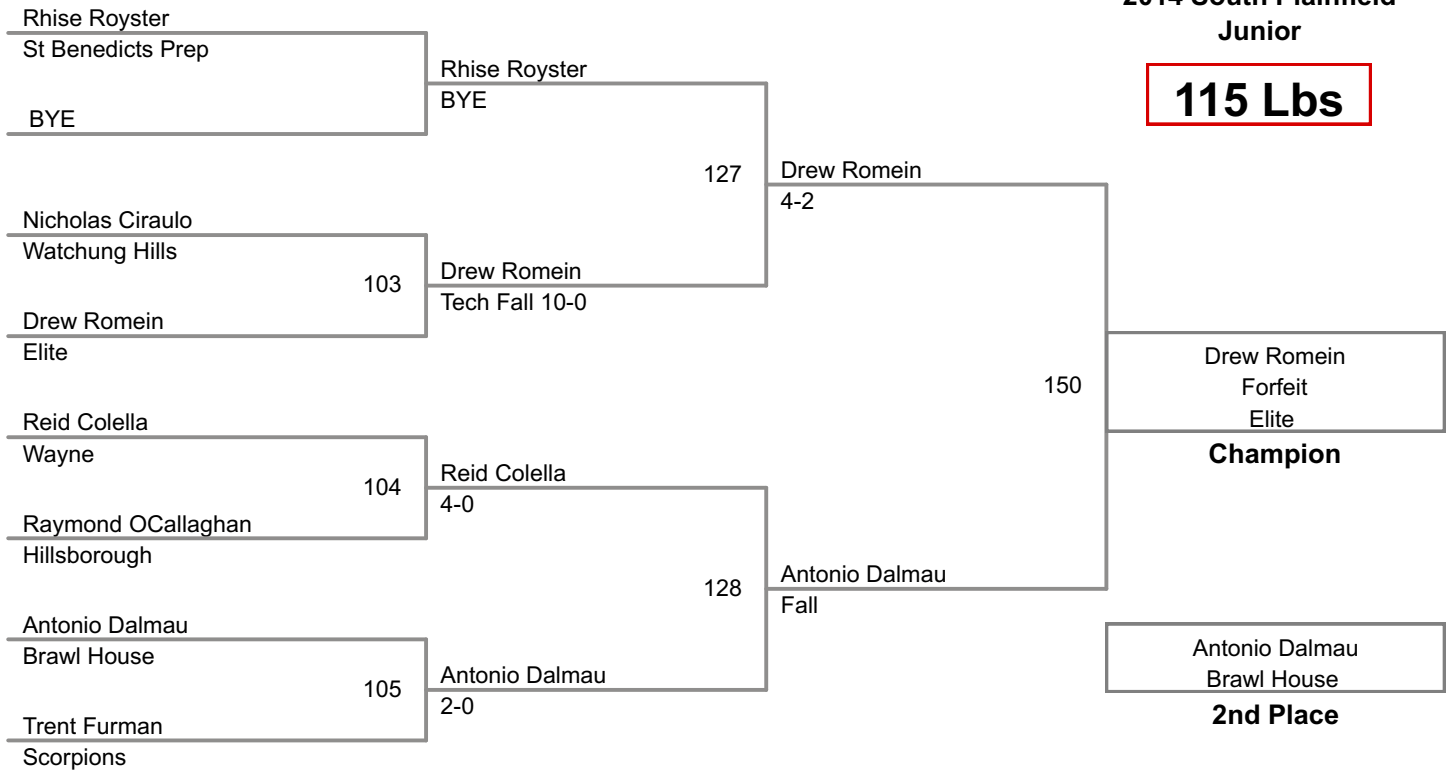 2014 South Plainfield
Junior
115 Lbs
Rhise Royster
St Benedicts Prep
BYE
Nicholas Ciraulo
Watchung Hills
103
Drew Romein
Elite
Reid Colella
Wayne
104
Raymond OCallaghan
Hillsborough
Antonio Dalmau
Brawl House
105
Trent Furman
Scorpions
Rhise Royster
BYE
127
Drew Romein
Tech Fall 10-0
Reid Colella
4-0
128
Antonio Dalmau
2-0
Drew Romein
4-2
150
Antonio Dalmau
Fall
Drew Romein
Forfeit
Elite
Champion
Antonio Dalmau
Brawl House
2nd Place